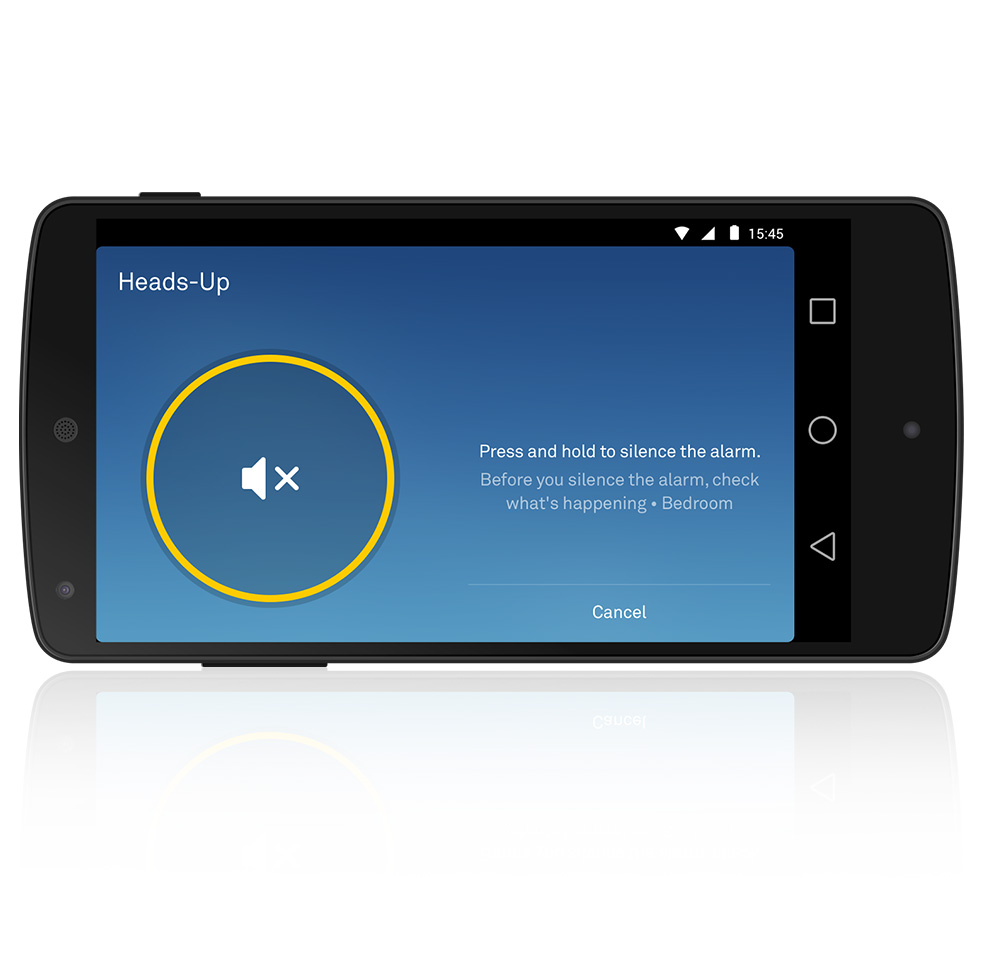 15:45
Heads-Up
Press and hold to silence the alarm.
Before you silence the alarm, check
what's happening • Bedroom
Cancel